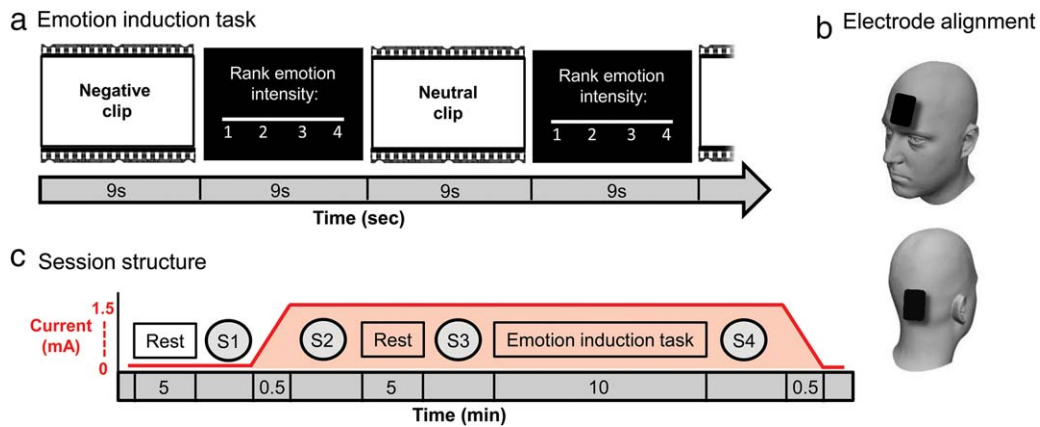 a Emotion induction task
Negative
clip
Rank emotion
intensity:
1 2 3 4
Neutral
clip
Rank emotion
intensity:
1 2 3 4
9s 9s 9s 9s
Time (sec)
b Electrode alignment
c Session structure
1.5
Current
(mA)
0
Rest S1 S2 Rest S3 Emotion induction task S4
5 0.5 5 10 0.5
Time (min)